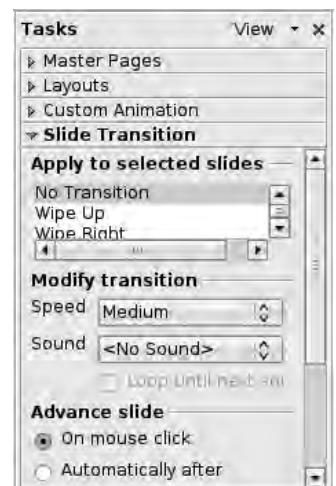 Tasks View
Master Pages
Layouts
Custom Animation
Slide Transition
Apply to selected slides
No Transition
Wipe Up
Wipe Right
Modify transition
Speed Medium
Sound <No Sound>
Loop Until next
Advance slide
On mouse click
Automatically after